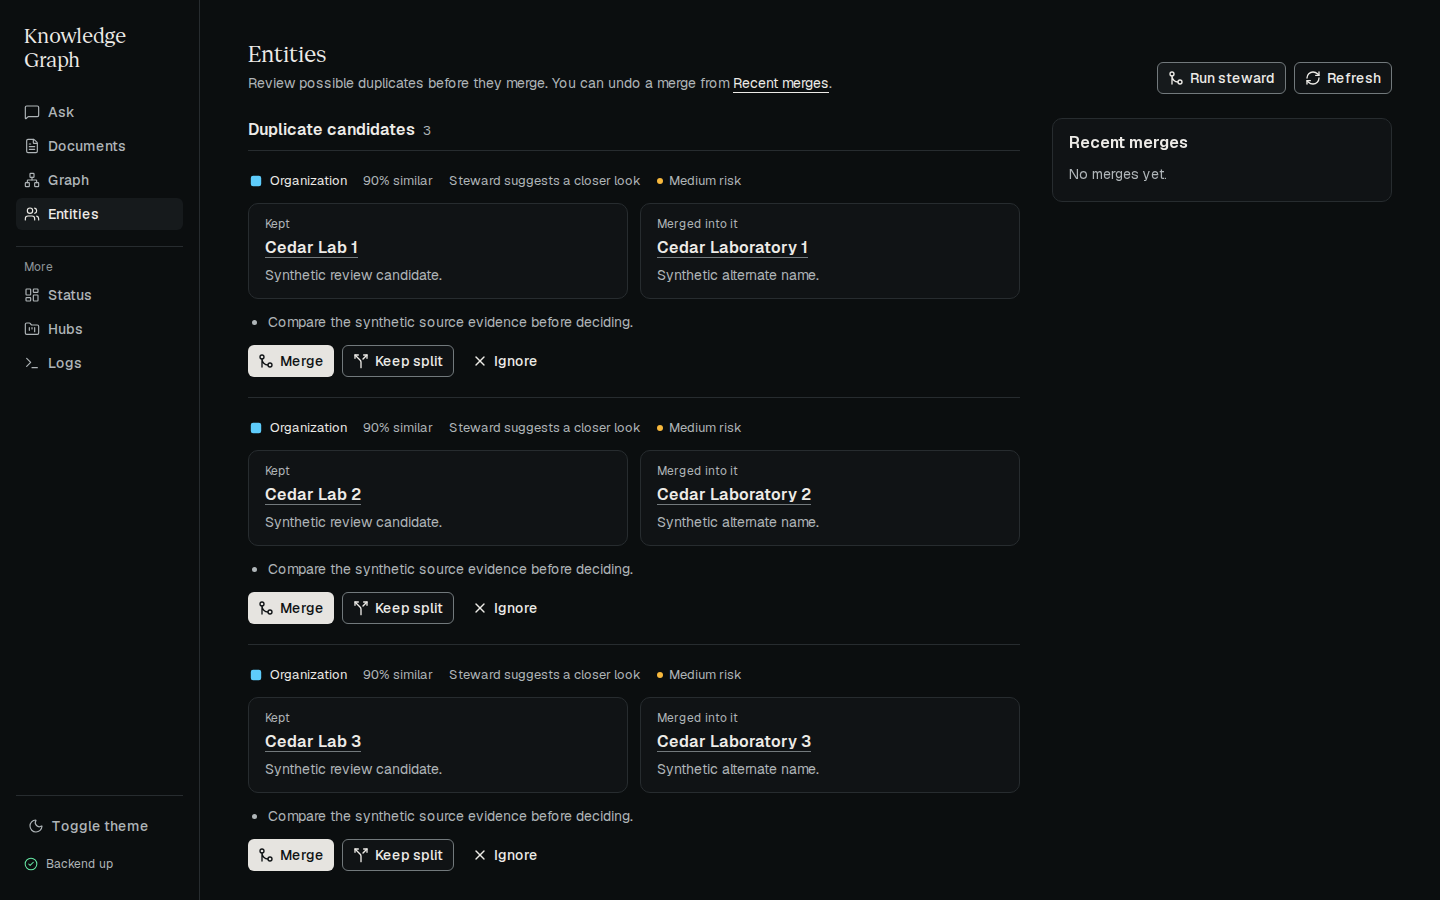 Knowledge
Graph
Ask
Documents
Graph
Entities
More
Status
Hubs
Logs
Toggle theme
Backend up
Entities
Review possible duplicates before they merge. You can undo a merge from Recent merges.
Run steward
Refresh
Duplicate candidates 3
Organization 90% similar Steward suggests a closer look Medium risk
Kept
Cedar Lab 1
Synthetic review candidate.
Merged into it
Cedar Laboratory 1
Synthetic alternate name.
• Compare the synthetic source evidence before deciding.
Merge Keep split Ignore
Organization 90% similar Steward suggests a closer look Medium risk
Kept
Cedar Lab 2
Synthetic review candidate.
Merged into it
Cedar Laboratory 2
Synthetic alternate name.
• Compare the synthetic source evidence before deciding.
Merge Keep split Ignore
Organization 90% similar Steward suggests a closer look Medium risk
Kept
Cedar Lab 3
Synthetic review candidate.
Merged into it
Cedar Laboratory 3
Synthetic alternate name.
• Compare the synthetic source evidence before deciding.
Merge Keep split Ignore
Recent merges
No merges yet.